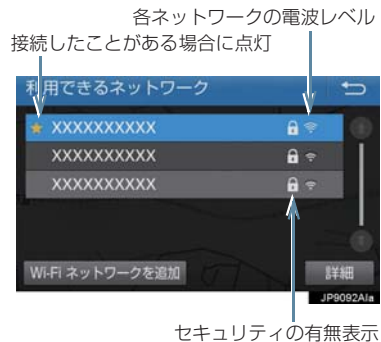 各ネットワークの電波レベル
接続したことがある場合に点灯
利用できるネットワーク
XXXXXXXXXX
XXXXXXXXXX
XXXXXXXXXX
Wi-Fi ネットワークを追加
詳細
JP9092AIa
セキュリティの有無表示